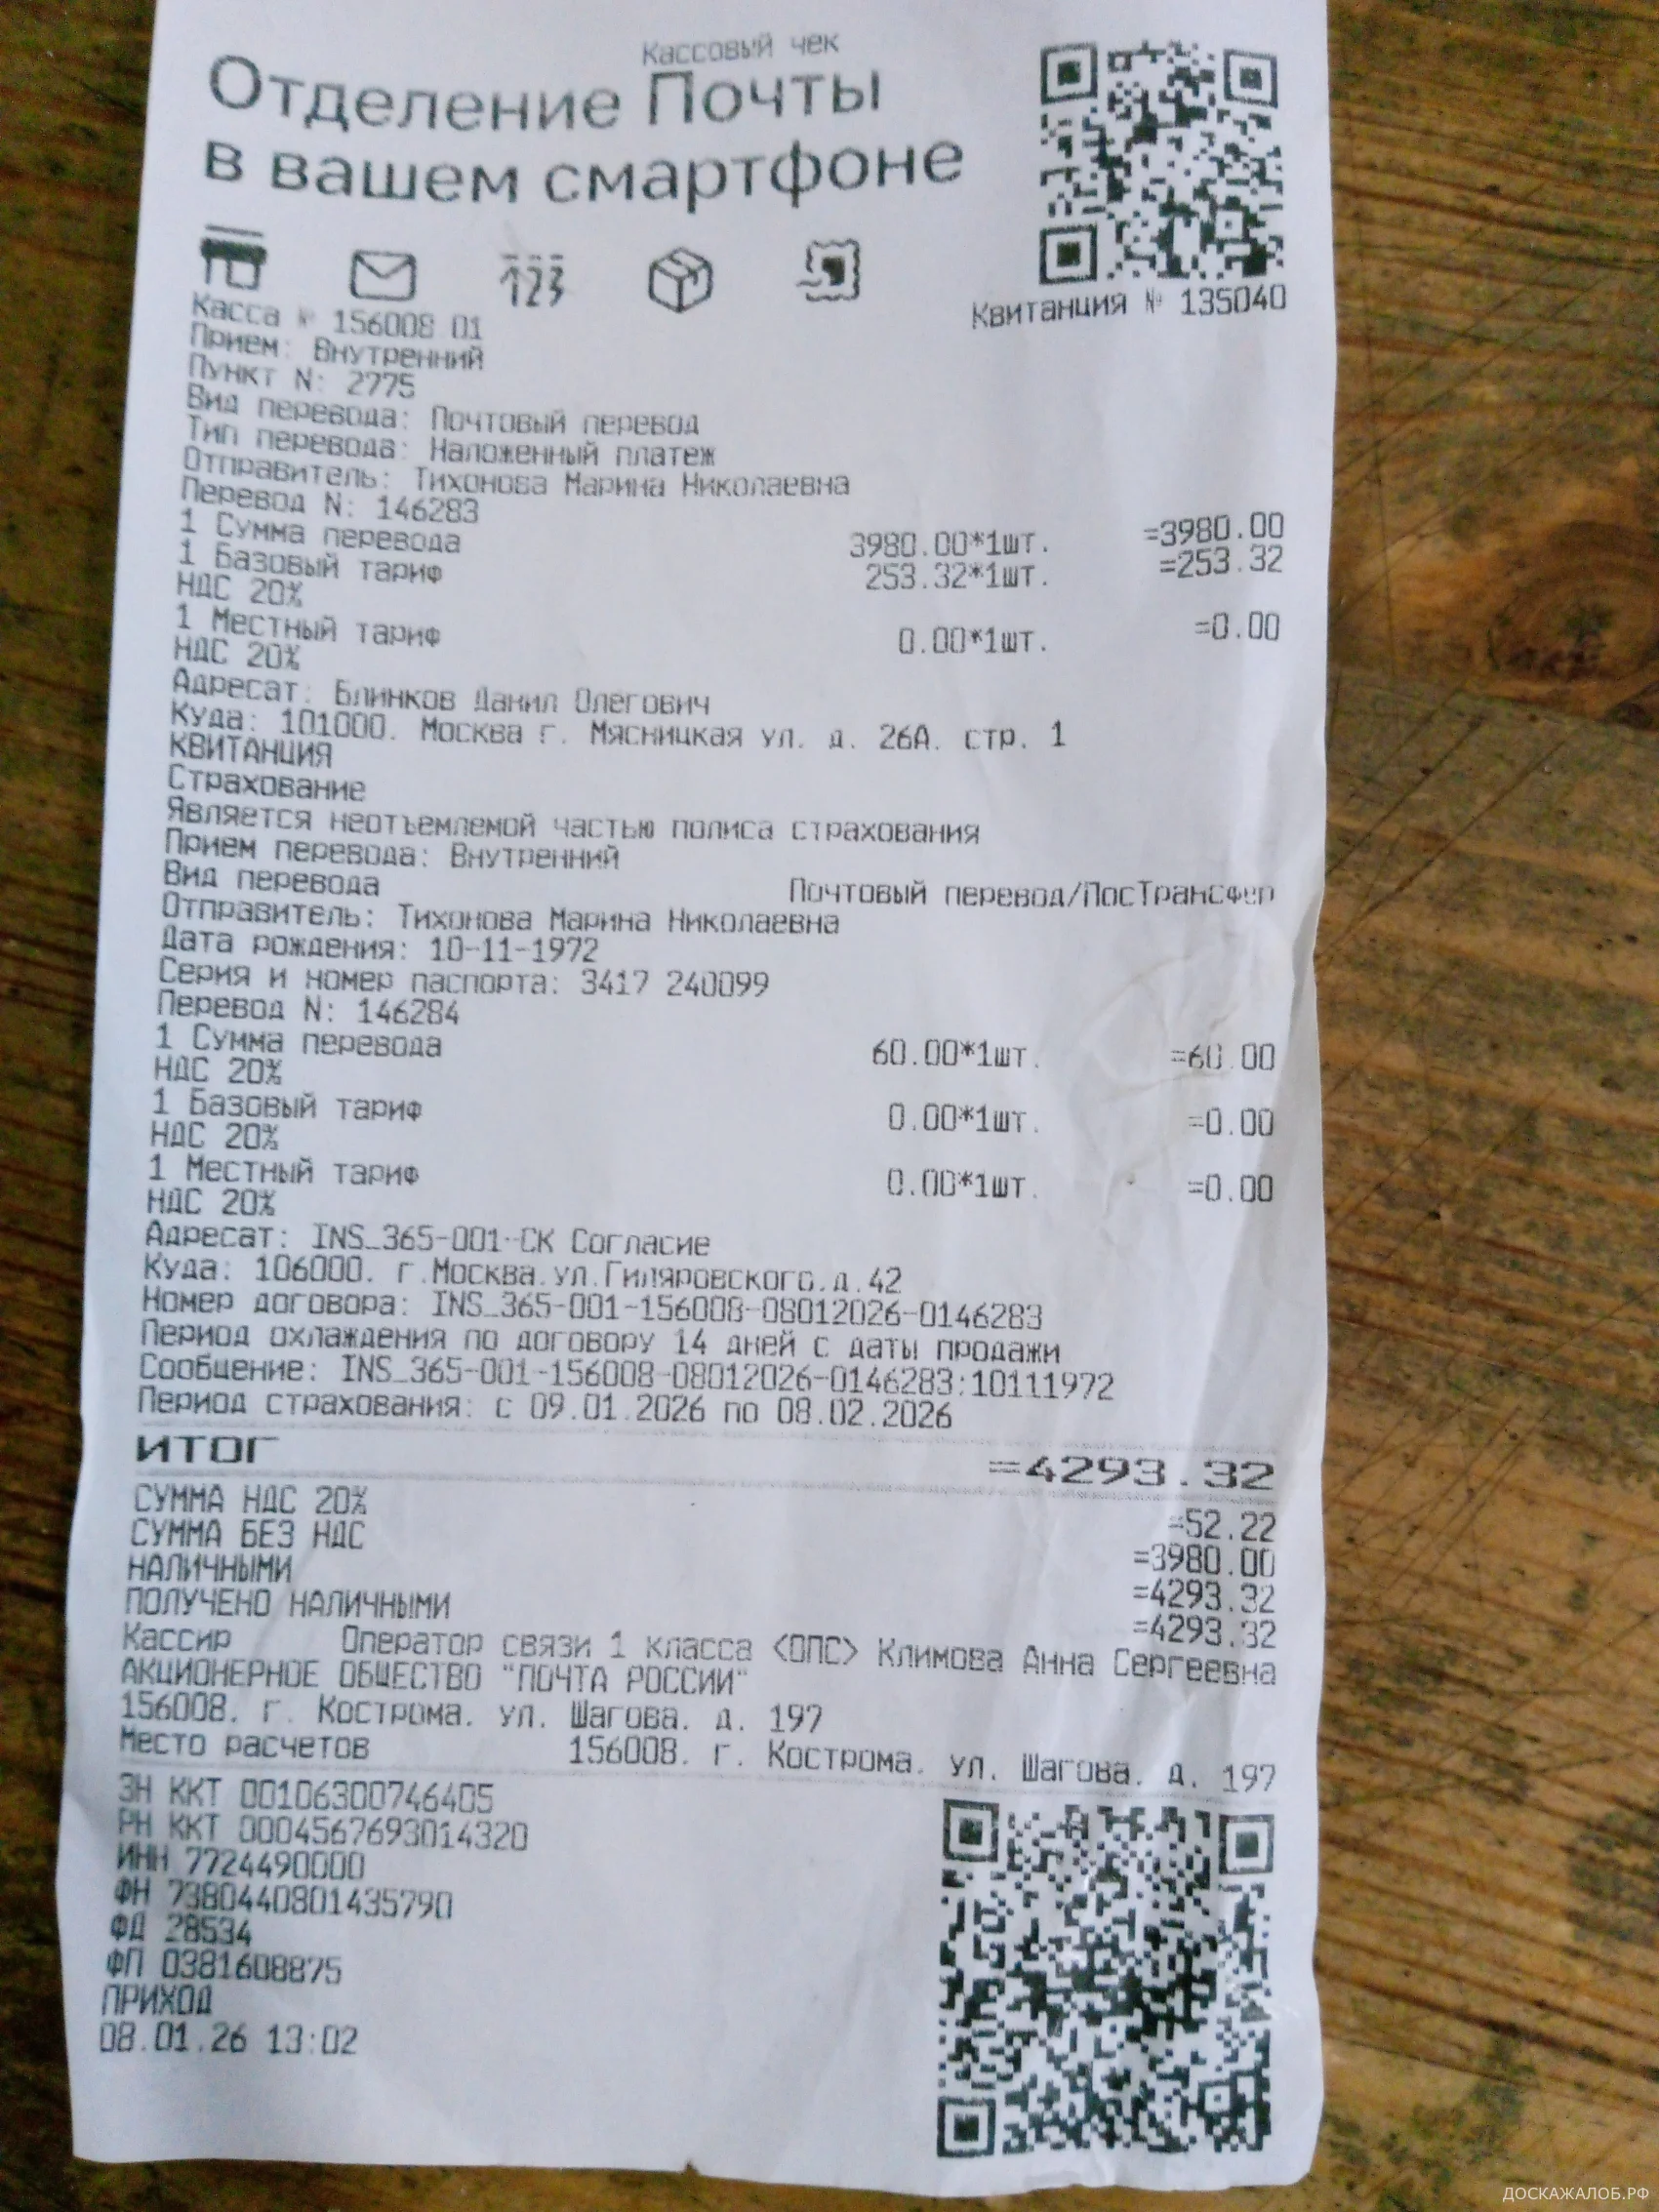 Кассовый чек
Отделение Почты
в вашем смартфоне
123
Касса № 156008 01
Квитанция № 135040
Прием: Внутренний
Пункт N: 2775
Вид перевода: Почтовый перевод
Тип перевода: Наложенный платеж
Отправитель: Тихонова Марина Николаевна
Перевод N: 146283
1 Сумма перевода 3980.00*1шт. =3980.00
1 Базовый тариф 253.32*1шт. =253.32
НДС 20%
1 Местный тариф 0.00*1шт. =0.00
НДС 20%
Адресат: Блинков Данил Олегович
Куда: 101000. Москва г. Мясницкая ул. д. 26А. стр. 1
КВИТАНЦИЯ
Страхование
Является неотъемлемой частью полиса страхования
Прием перевода: Внутренний
Вид перевода Почтовый перевод/ПосТрансфер
Отправитель: Тихонова Марина Николаевна
Дата рождения: 10-11-1972
Серия и номер паспорта: 3417 240099
Перевод N: 146284
1 Сумма перевода 60.00*1шт. =60.00
НДС 20%
1 Базовый тариф 0.00*1шт. =0.00
НДС 20%
1 Местный тариф 0.00*1шт. =0.00
НДС 20%
Адресат: INS_365-001-СК Согласие
Куда: 106000. г.Москва.ул.Гиляровского.д.42
Номер договора: INS_365-001-156008-08012026-0146283
Период охлаждения по договору 14 дней с даты продажи
Сообщение: INS_365-001-156008-08012026-0146283;10111972
Период страхования: с 09.01.2026 по 08.02.2026
ИТОГ =4293.32
СУММА НДС 20% =52.22
СУММА БЕЗ НДС =3980.00
НАЛИЧНЫМИ =4293.32
ПОЛУЧЕНО НАЛИЧНЫМИ =4293.32
Кассир Оператор связи 1 класса <ОПС> Климова Анна Сергеевна
АКЦИОНЕРНОЕ ОБЩЕСТВО "ПОЧТА РОССИИ"
156008. г. Кострома. ул. Шагова. д. 197
Место расчетов 156008. г. Кострома. ул. Шагова. д. 197
ЗН ККТ 00106300746405
РН ККТ 0004567693014320
ИНН 7724490000
ФН 7380440801435790
ФД 28534
ФП 0381608875
ПРИХОД
08.01.26 13:02
ДОСКАЖАЛОБ.РФ